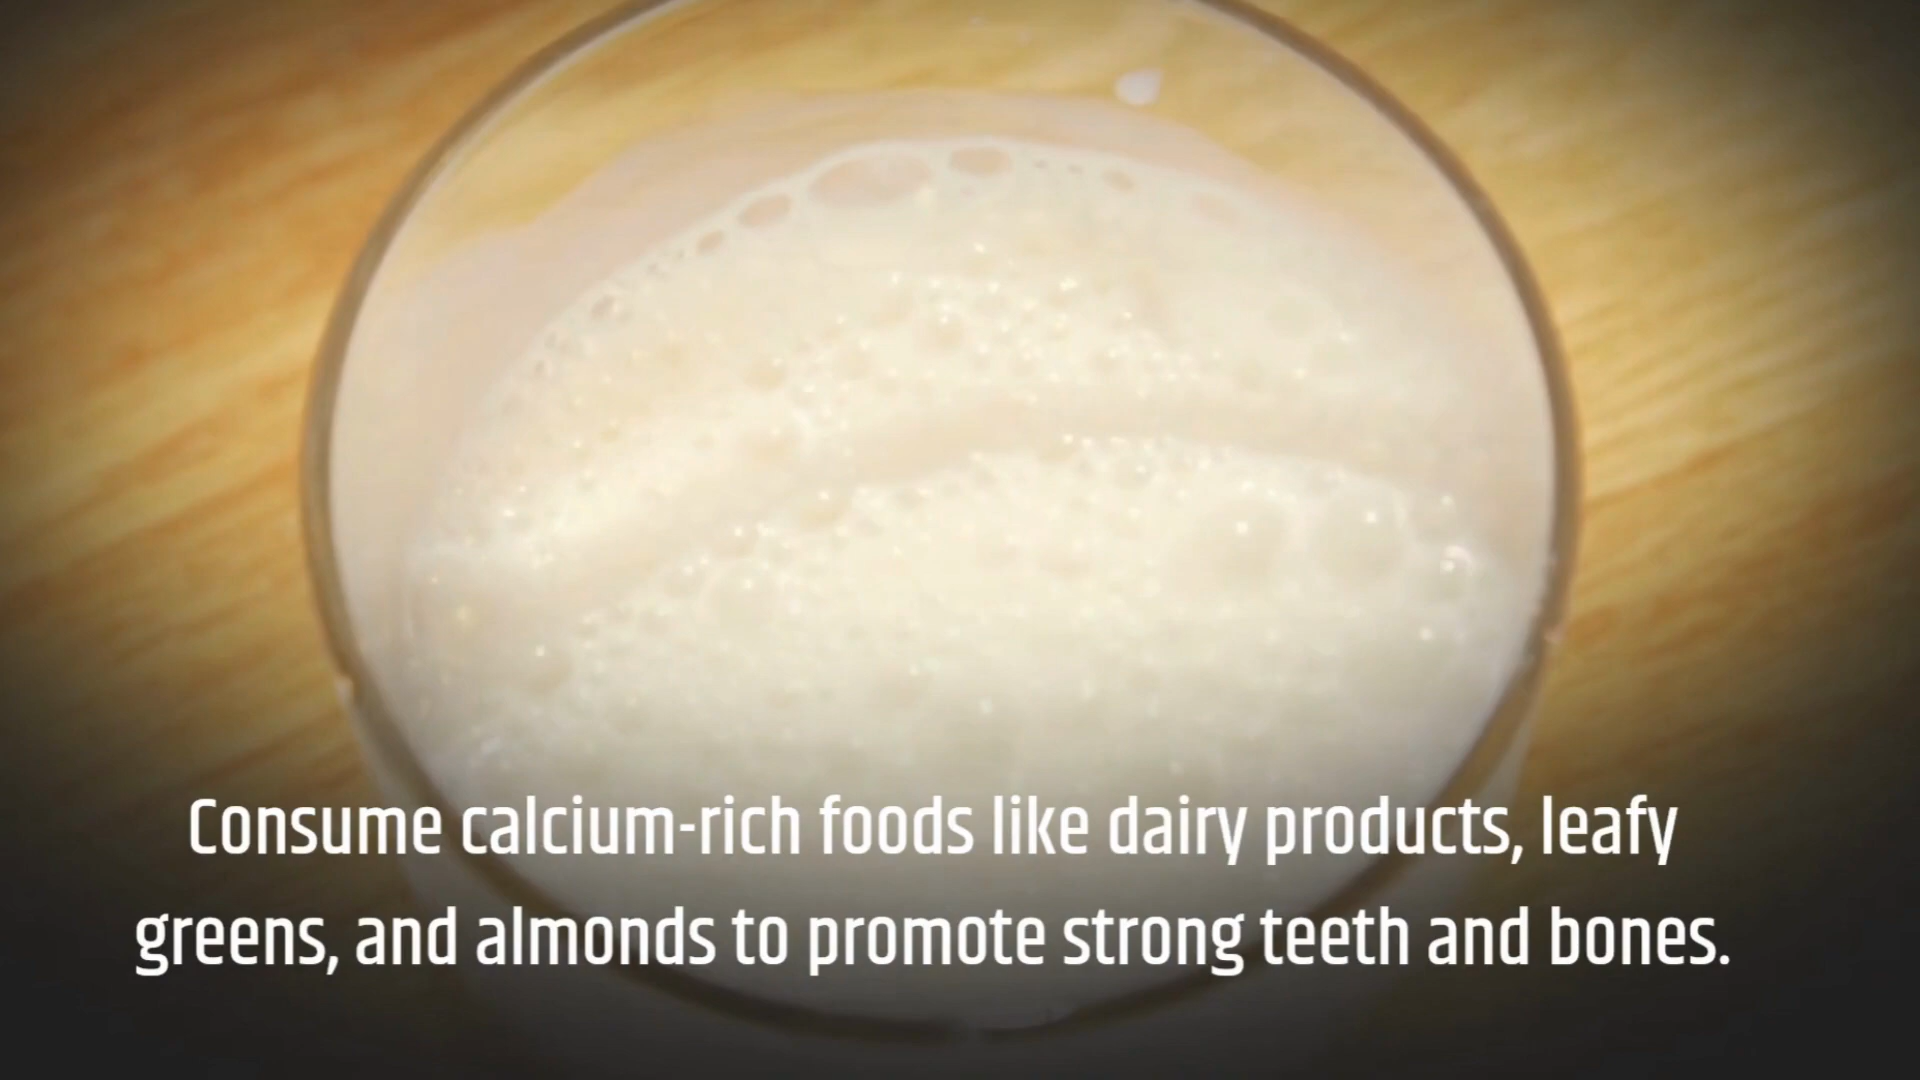 Consume calcium-rich foods like dairy products, leafy
greens, and almonds to promote strong teeth and bones.